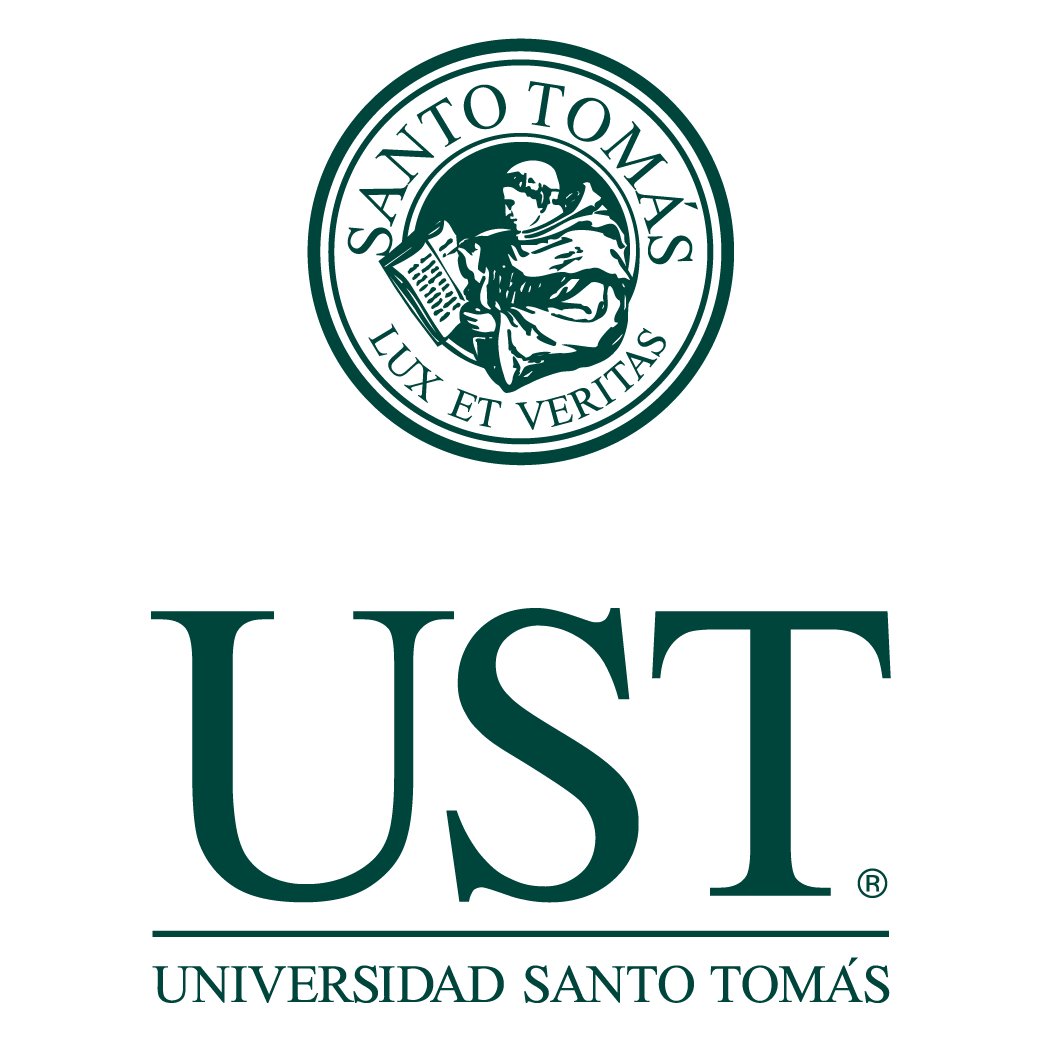 SANTO TOMÁS
LUX ET VERITAS
UST®
UNIVERSIDAD SANTO TOMÁS